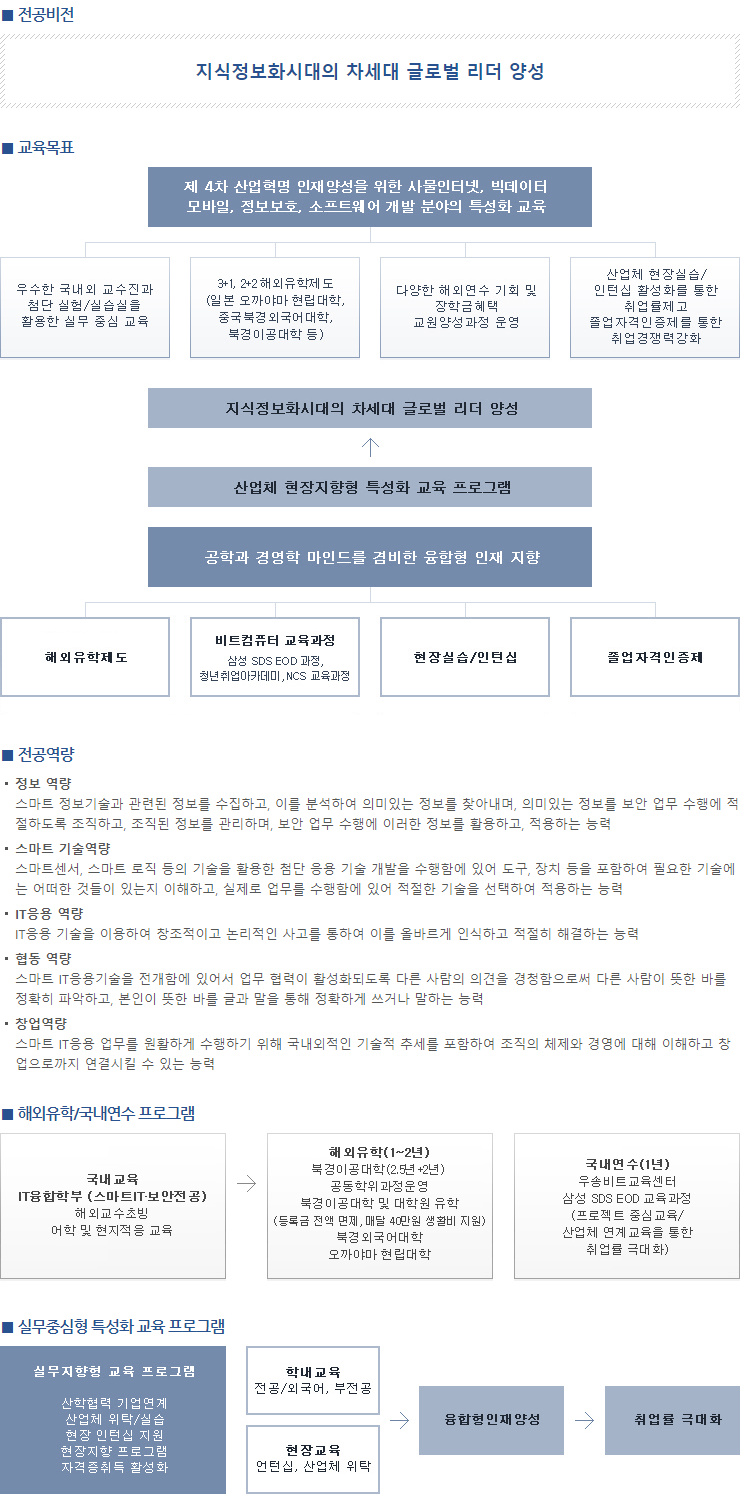 ■ 전공비전
지식정보화시대의 차세대 글로벌 리더 양성
■ 교육목표
제 4차 산업혁명 인재양성을 위한 사물인터넷, 빅데이터
모바일, 정보보호, 소프트웨어 개발 분야의 특성화 교육
우수한 국내외 교수진과
첨단 실험/실습실을
활용한 실무 중심 교육
3+1, 2+2 해외유학제도
(일본 오까야마 현립대학,
중국북경외국어대학,
북경이공대학 등)
다양한 해외연수 기회 및
장학금혜택
교원양성과정 운영
산업체 현장실습/
인턴십 활성화를 통한
취업률제고
졸업자격인증제를 통한
취업경쟁력강화
지식정보화시대의 차세대 글로벌 리더 양성
산업체 현장지향형 특성화 교육 프로그램
공학과 경영학 마인드를 겸비한 융합형 인재 지향
해외유학제도
비트컴퓨터 교육과정
삼성 SDS EOD 과정,
청년취업아카데미, NCS 교육과정
현장실습/인턴십
졸업자격인증제
■ 전공역량
· 정보 역량
스마트 정보기술과 관련된 정보를 수집하고, 이를 분석하여 의미있는 정보를 찾아내며, 의미있는 정보를 보안 업무 수행에 적
절하도록 조직하고, 조직된 정보를 관리하며, 보안 업무 수행에 이러한 정보를 활용하고, 적용하는 능력
· 스마트 기술역량
스마트센서, 스마트 로직 등의 기술을 활용한 첨단 응용 기술 개발을 수행함에 있어 도구, 장치 등을 포함하여 필요한 기술에
는 어떠한 것들이 있는지 이해하고, 실제로 업무를 수행함에 있어 적절한 기술을 선택하여 적용하는 능력
· IT응용 역량
IT응용 기술을 이용하여 창조적이고 논리적인 사고를 통하여 이를 올바르게 인식하고 적절히 해결하는 능력
· 협동 역량
스마트 IT응용기술을 전개함에 있어서 업무 협력이 활성화되도록 다른 사람의 의견을 경청함으로써 다른 사람이 뜻한 바를
정확히 파악하고, 본인이 뜻한 바를 글과 말을 통해 정확하게 쓰거나 말하는 능력
· 창업역량
스마트 IT응용 업무를 원활하게 수행하기 위해 국내외적인 기술적 추세를 포함하여 조직의 체제와 경영에 대해 이해하고 창
업으로까지 연결시킬 수 있는 능력
■ 해외유학/국내연수 프로그램
국내교육
IT융합학부 (스마트IT·보안전공)
해외교수초빙
어학 및 현지적응 교육
해외유학(1~2년)
북경이공대학(2.5년+2년)
공동학위과정운영
북경이공대학 및 대학원 유학
(등록금 전액 면제, 매달 40만원 생활비 지원)
북경외국어대학
오까야마 현립대학
국내연수(1년)
우송비트교육센터
삼성 SDS EOD 교육과정
(프로젝트 중심교육/
산업체 연계교육을 통한
취업률 극대화)
■ 실무중심형 특성화 교육 프로그램
실무지향형 교육 프로그램
산학협력 기업연계
산업체 위탁/실습
현장 인턴십 지원
현장지향 프로그램
자격증취득 활성화
학내교육
전공/외국어, 부전공
현장교육
언턴십, 산업체 위탁
융합형인재양성
취업률 극대화